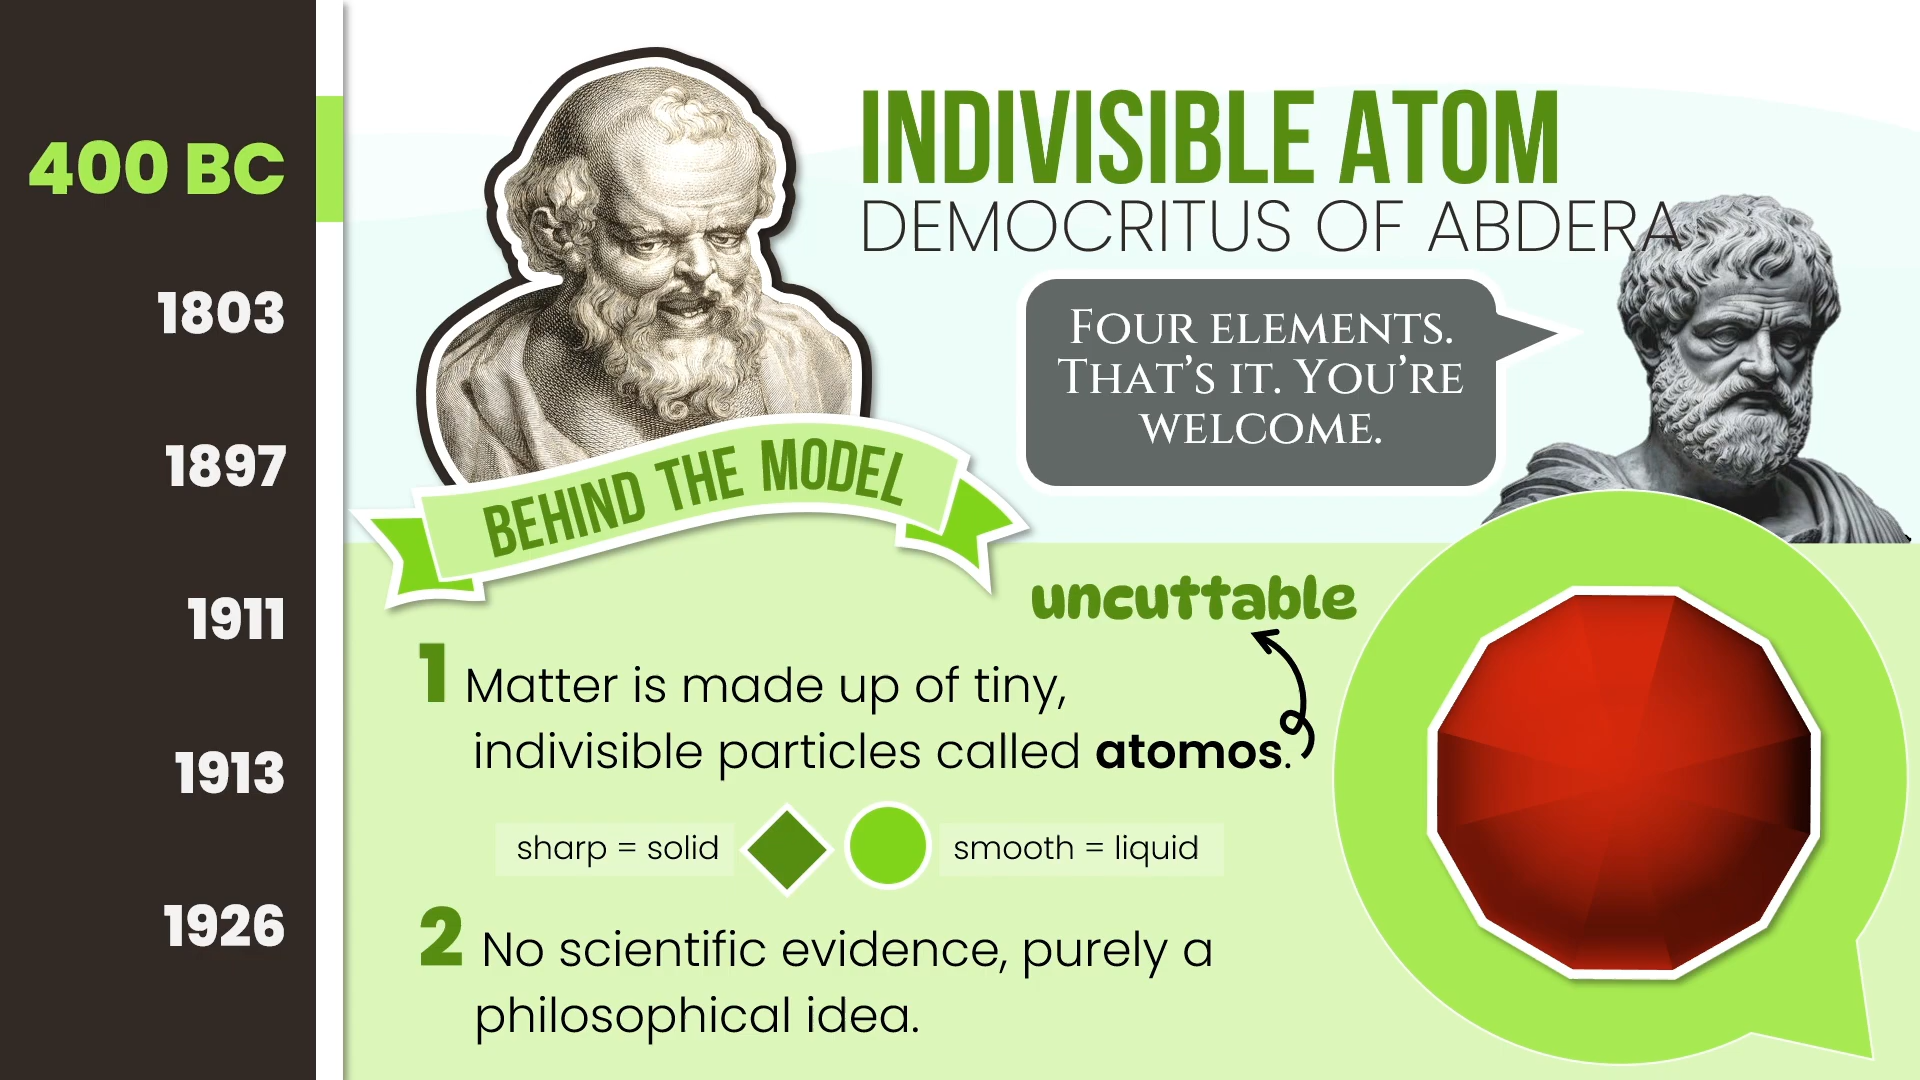 400 BC
1803
1897
1911
1913
1926
INDIVISIBLE ATOM
DEMOCRITUS OF ABDERA
FOUR ELEMENTS.
THAT'S IT. YOU'RE
WELCOME.
BEHIND THE MODEL
uncuttable
1 Matter is made up of tiny,
indivisible particles called atomos.
sharp = solid
smooth = liquid
2 No scientific evidence, purely a
philosophical idea.